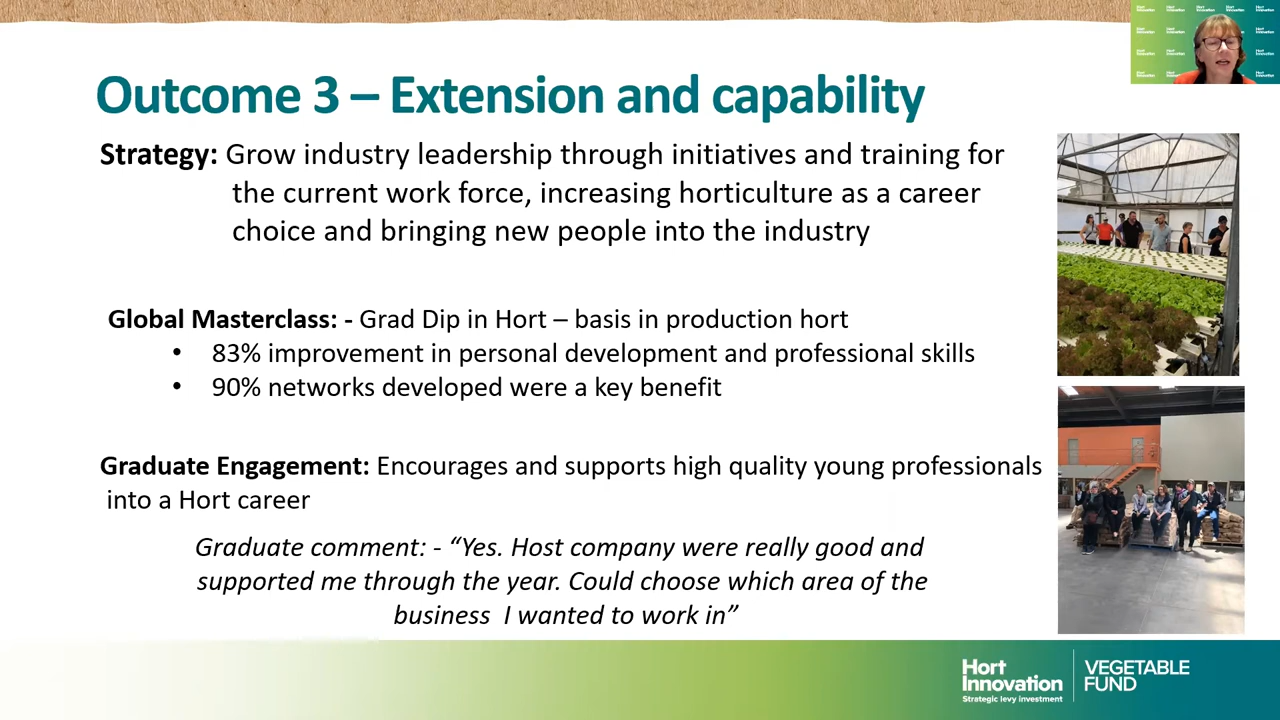 Outcome 3 – Extension and capability
Strategy: Grow industry leadership through initiatives and training for
the current work force, increasing horticulture as a career
choice and bringing new people into the industry
Global Masterclass: - Grad Dip in Hort – basis in production hort
• 83% improvement in personal development and professional skills
• 90% networks developed were a key benefit
Graduate Engagement: Encourages and supports high quality young professionals
into a Hort career
Graduate comment: - “Yes. Host company were really good and
supported me through the year. Could choose which area of the
business I wanted to work in”
Hort
Innovation
Strategic levy investment
VEGETABLE
FUND